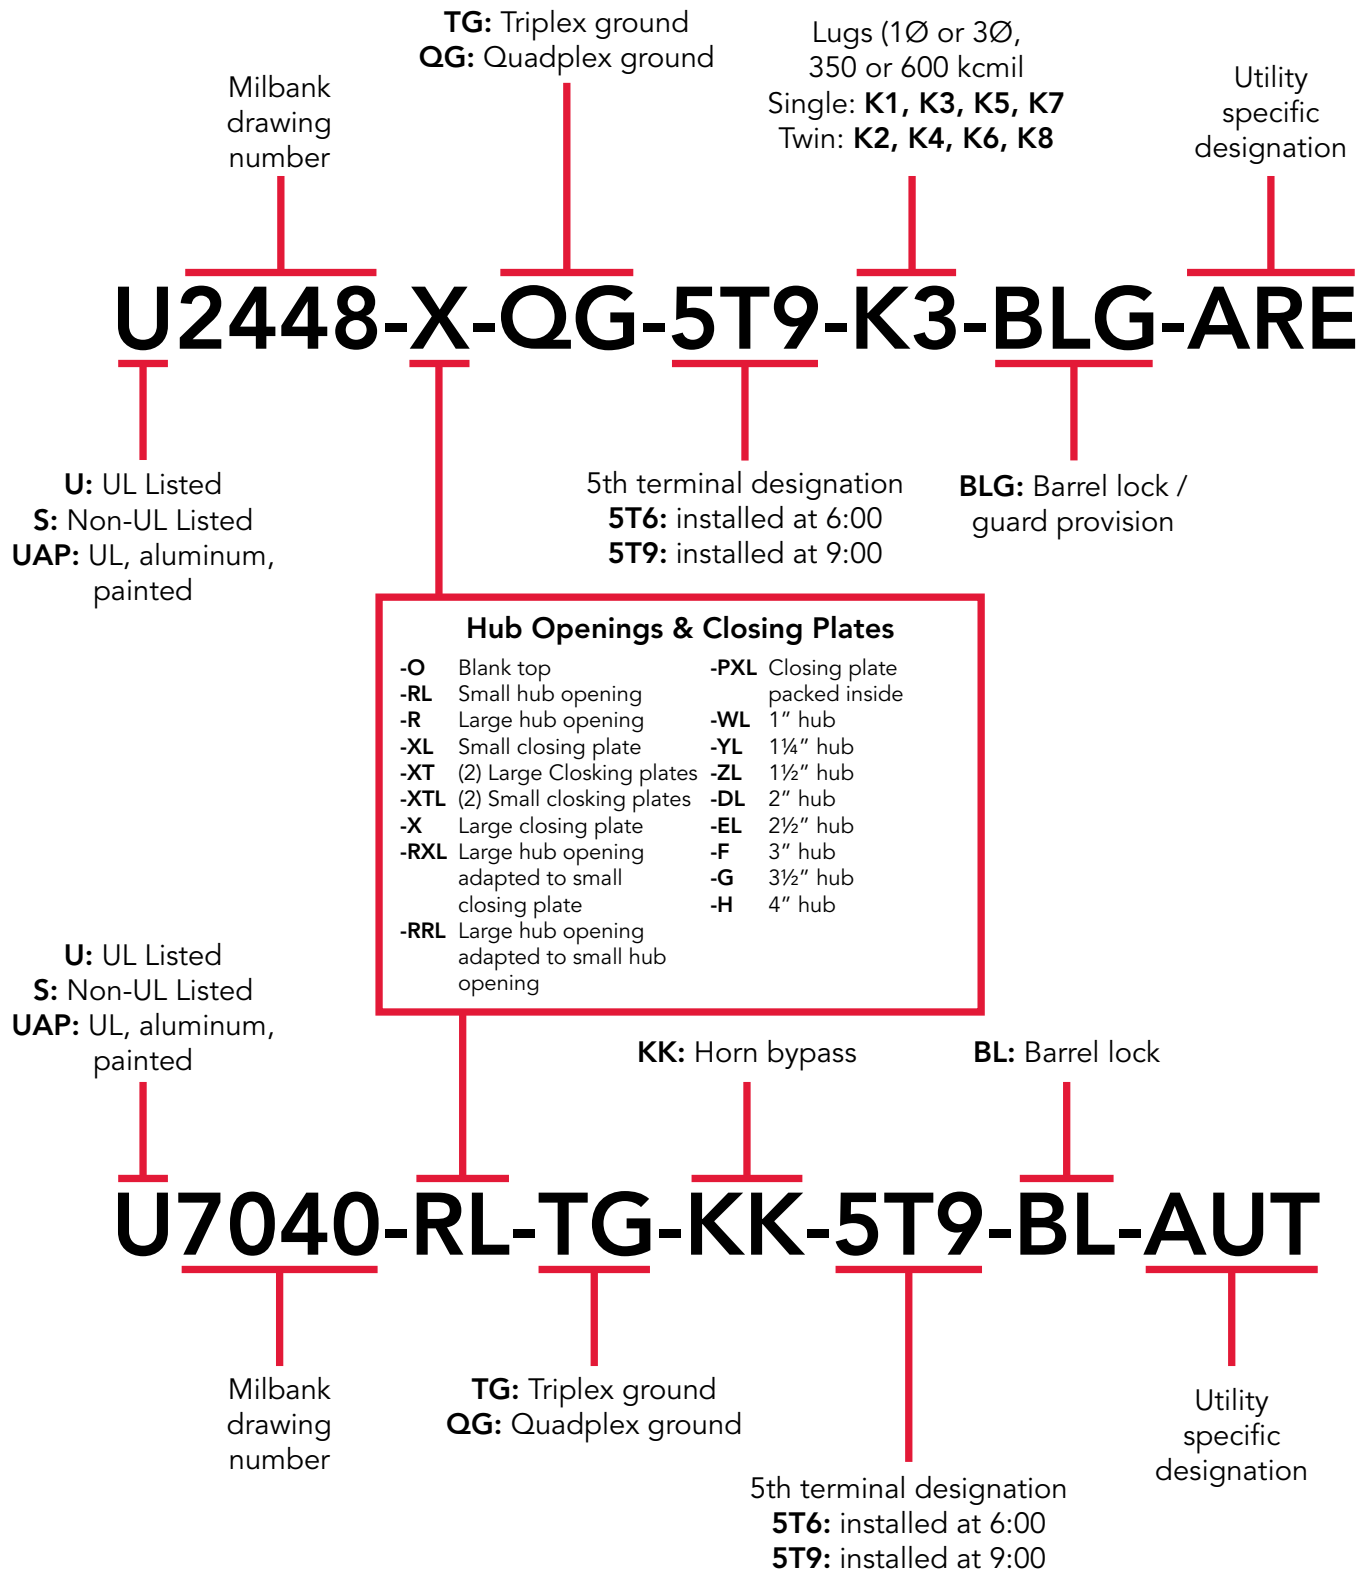 TG: Triplex ground
QG: Quadplex ground
Lugs (1Ø or 3Ø,
350 or 600 kcmil
Single: K1, K3, K5, K7
Twin: K2, K4, K6, K8
Milbank
drawing
number
Utility
specific
designation
U2448-X-QG-5T9-K3-BLG-ARE
U: UL Listed
S: Non-UL Listed
UAP: UL, aluminum,
painted
5th terminal designation
5T6: installed at 6:00
5T9: installed at 9:00
BLG: Barrel lock /
guard provision
Hub Openings & Closing Plates
-O Blank top
-RL Small hub opening
-R Large hub opening
-XL Small closing plate
-XT (2) Large Closking plates
-XTL (2) Small closking plates
-X Large closing plate
-RXL Large hub opening
adapted to small
closing plate
-RRL Large hub opening
adapted to small hub
opening
-PXL Closing plate
packed inside
-WL 1” hub
-YL 1¼” hub
-ZL 1½” hub
-DL 2” hub
-EL 2½” hub
-F 3” hub
-G 3½” hub
-H 4” hub
U: UL Listed
S: Non-UL Listed
UAP: UL, aluminum,
painted
KK: Horn bypass
BL: Barrel lock
U7040-RL-TG-KK-5T9-BL-AUT
Milbank
drawing
number
TG: Triplex ground
QG: Quadplex ground
5th terminal designation
5T6: installed at 6:00
5T9: installed at 9:00
Utility
specific
designation